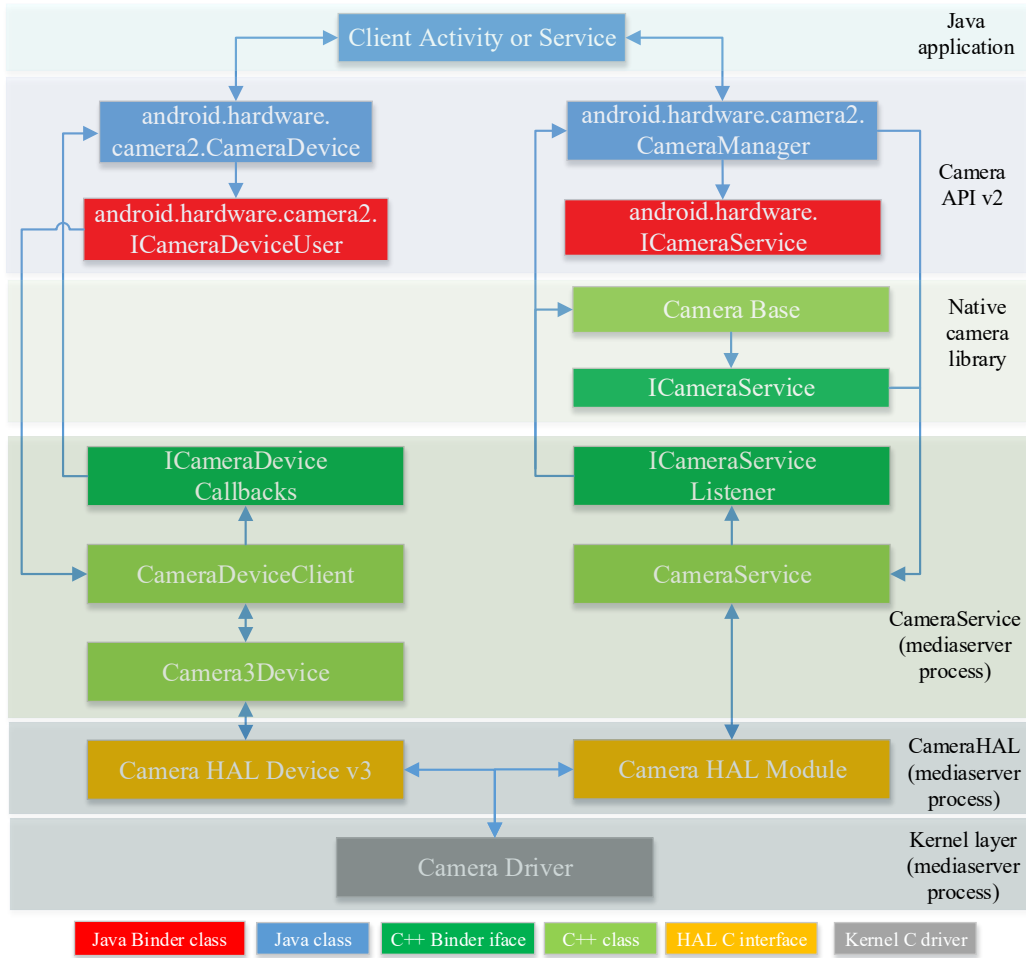 Client Activity or Service
Java
application
android.hardware.
camera2.CameraDevice
android.hardware.camera2.
CameraManager
Camera
API v2
android.hardware.camera2.
ICameraDeviceUser
android.hardware.
ICameraService
Camera Base
Native
camera
library
ICameraService
ICameraDevice
Callbacks
ICameraService
Listener
CameraDeviceClient
CameraService
CameraService
(mediaserver
process)
Camera3Device
Camera HAL Device v3
Camera HAL Module
CameraHAL
(mediaserver
process)
Camera Driver
Kernel layer
(mediaserver
process)
Java Binder class
Java class
C++ Binder iface
C++ class
HAL C interface
Kernel C driver